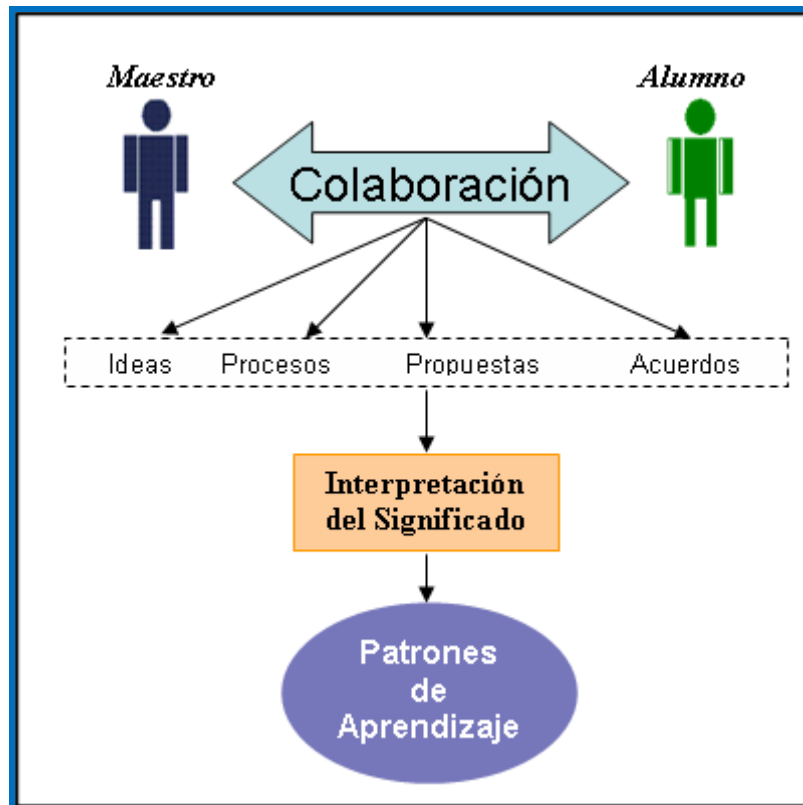 Maestro
Alumno
Colaboración
Ideas
Procesos
Propuestas
Acuerdos
Interpretación
del Significado
Patrones
de
Aprendizaje